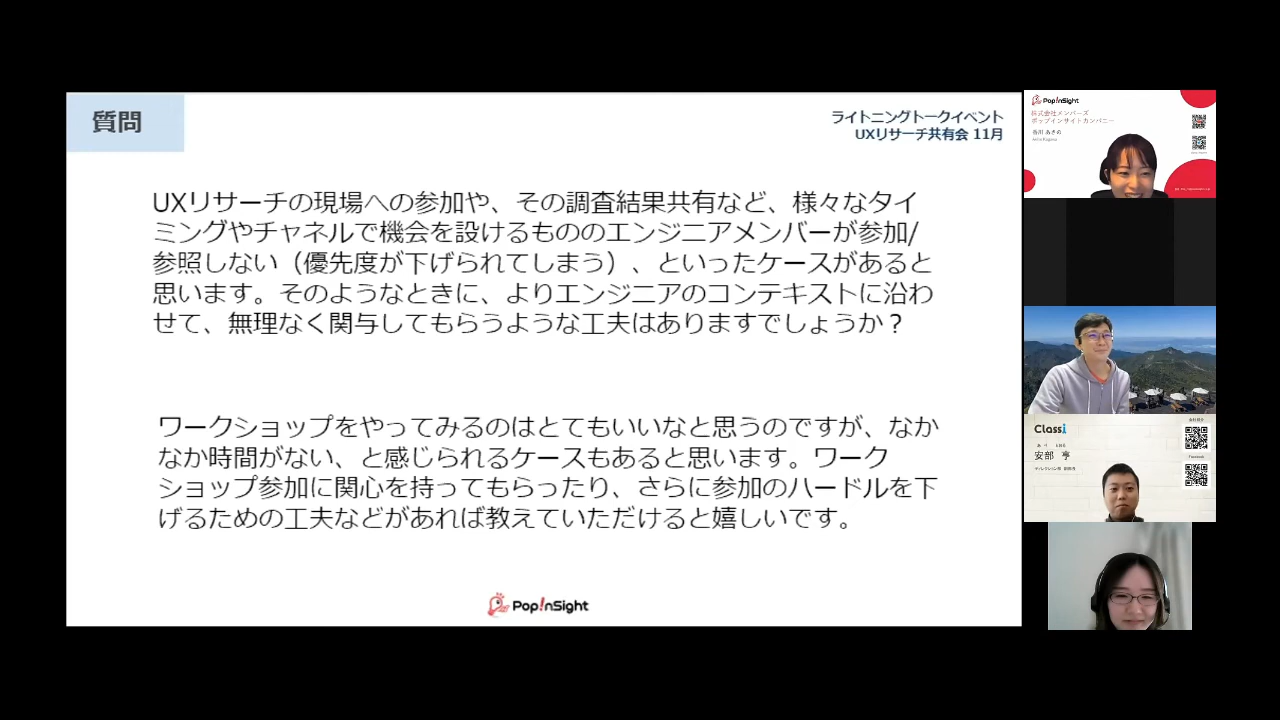 質問
ライトニングトークイベント
UXリサーチ共有会 11月
UXリサーチの現場への参加や、その調査結果共有など、様々なタイ
ミングやチャネルで機会を設けるもののエンジニアメンバーが参加/
参照しない（優先度が下げられてしまう）、といったケースがあると
思います。そのようなときに、よりエンジニアのコンテキストに沿わ
せて、無理なく関与してもらうような工夫はありますでしょうか？
ワークショップをやってみるのはとてもいいなと思うのですが、なか
なか時間がない、と感じられるケースもあると思います。ワーク
ショップ参加に関心を持ってもらったり、さらに参加のハードルを下
げるための工夫などがあれば教えていただけると嬉しいです。
Pop!nSight
Pop!nSight
株式会社メンバーズ
ポップインサイトカンパニー
Classi
安部 亨
Facebook